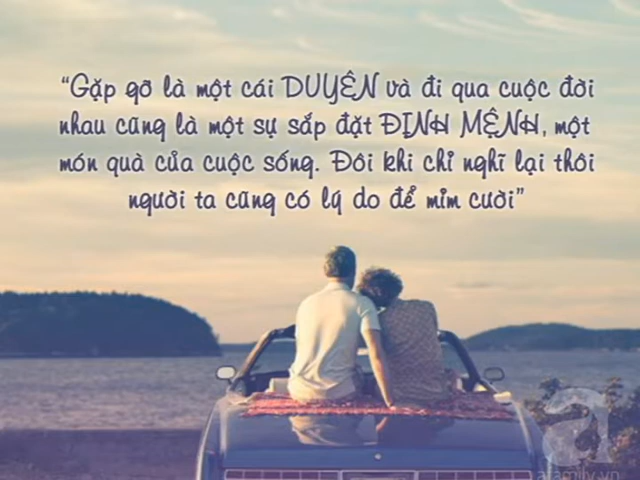 “Gặp gỡ là một cái DUYÊN và đi qua cuộc đời
nhau cũng là một sự sắp đặt ĐỊNH MỆNH, một
món quà của cuộc sống. Đôi khi chỉ nghĩ lại thôi
người ta cũng có lý do để mỉm cười”
a
afamily.vn